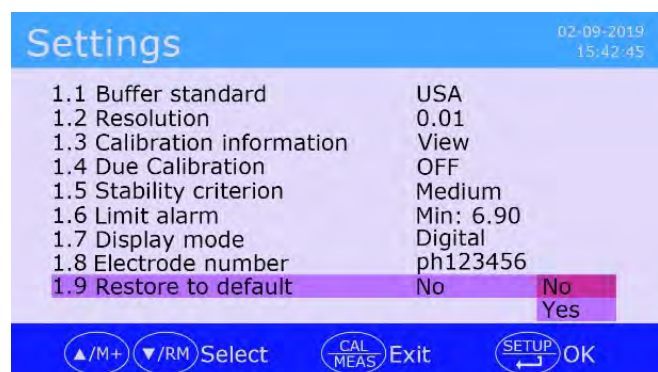 Settings
02-09-2019
15:42:45
1.1 Buffer standard USA
1.2 Resolution 0.01
1.3 Calibration information View
1.4 Due Calibration OFF
1.5 Stability criterion Medium
1.6 Limit alarm Min: 6.90
1.7 Display mode Digital
1.8 Electrode number ph123456
1.9 Restore to default No No
Yes
▲/M+ ▼/RM Select CAL MEAS Exit SETUP ↵ OK